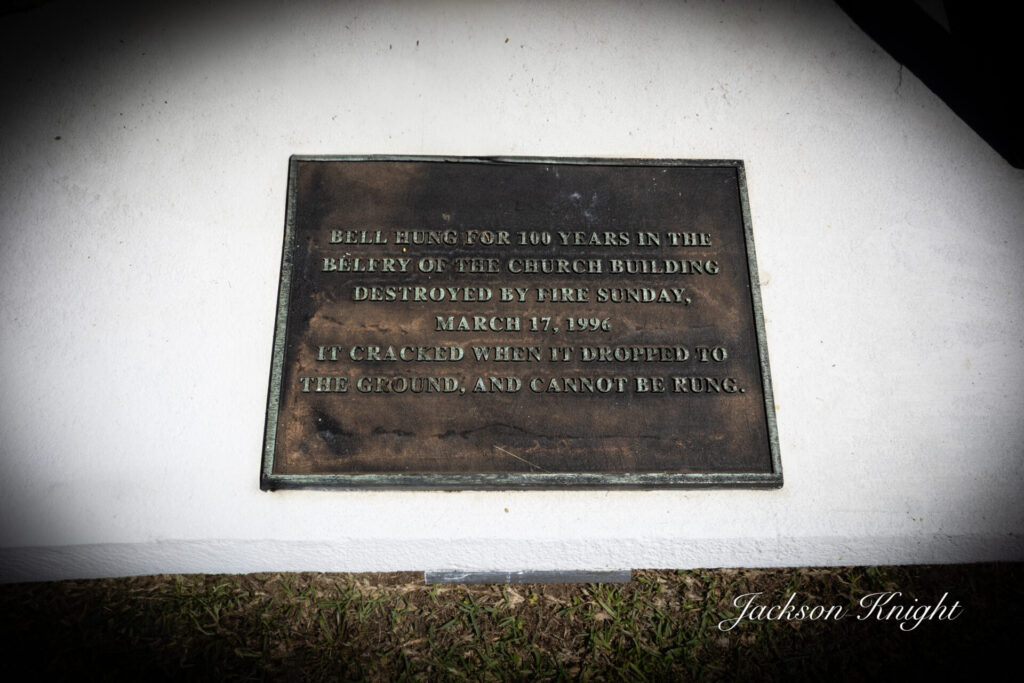 BELL HUNG FOR 100 YEARS IN THE
BELFRY OF THE CHURCH BUILDING
DESTROYED BY FIRE SUNDAY,
MARCH 17, 1996
IT CRACKED WHEN IT DROPPED TO
THE GROUND, AND CANNOT BE RUNG.
Jackson Knight